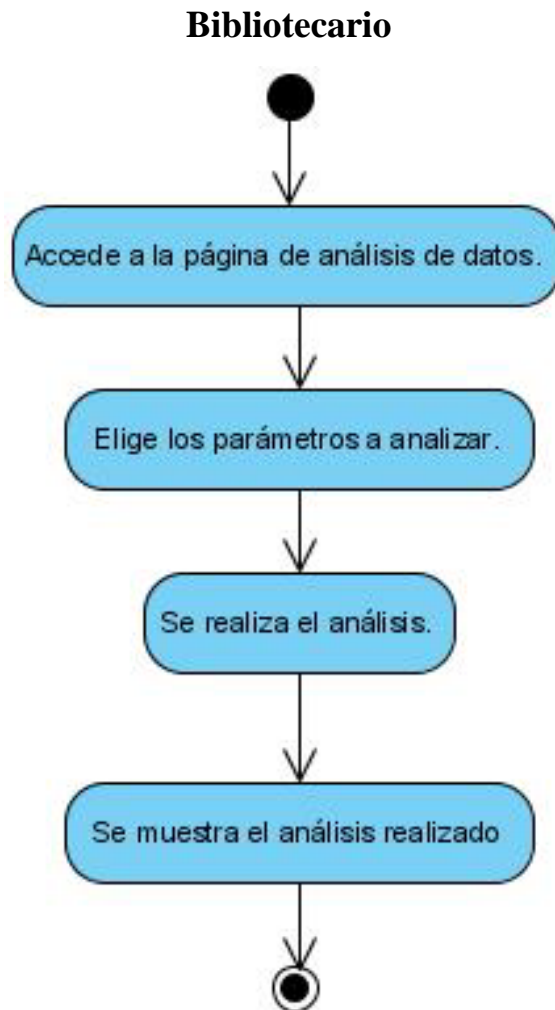 Bibliotecario
Accede a la página de análisis de datos.
Elige los parámetros a analizar.
Se realiza el análisis.
Se muestra el análisis realizado